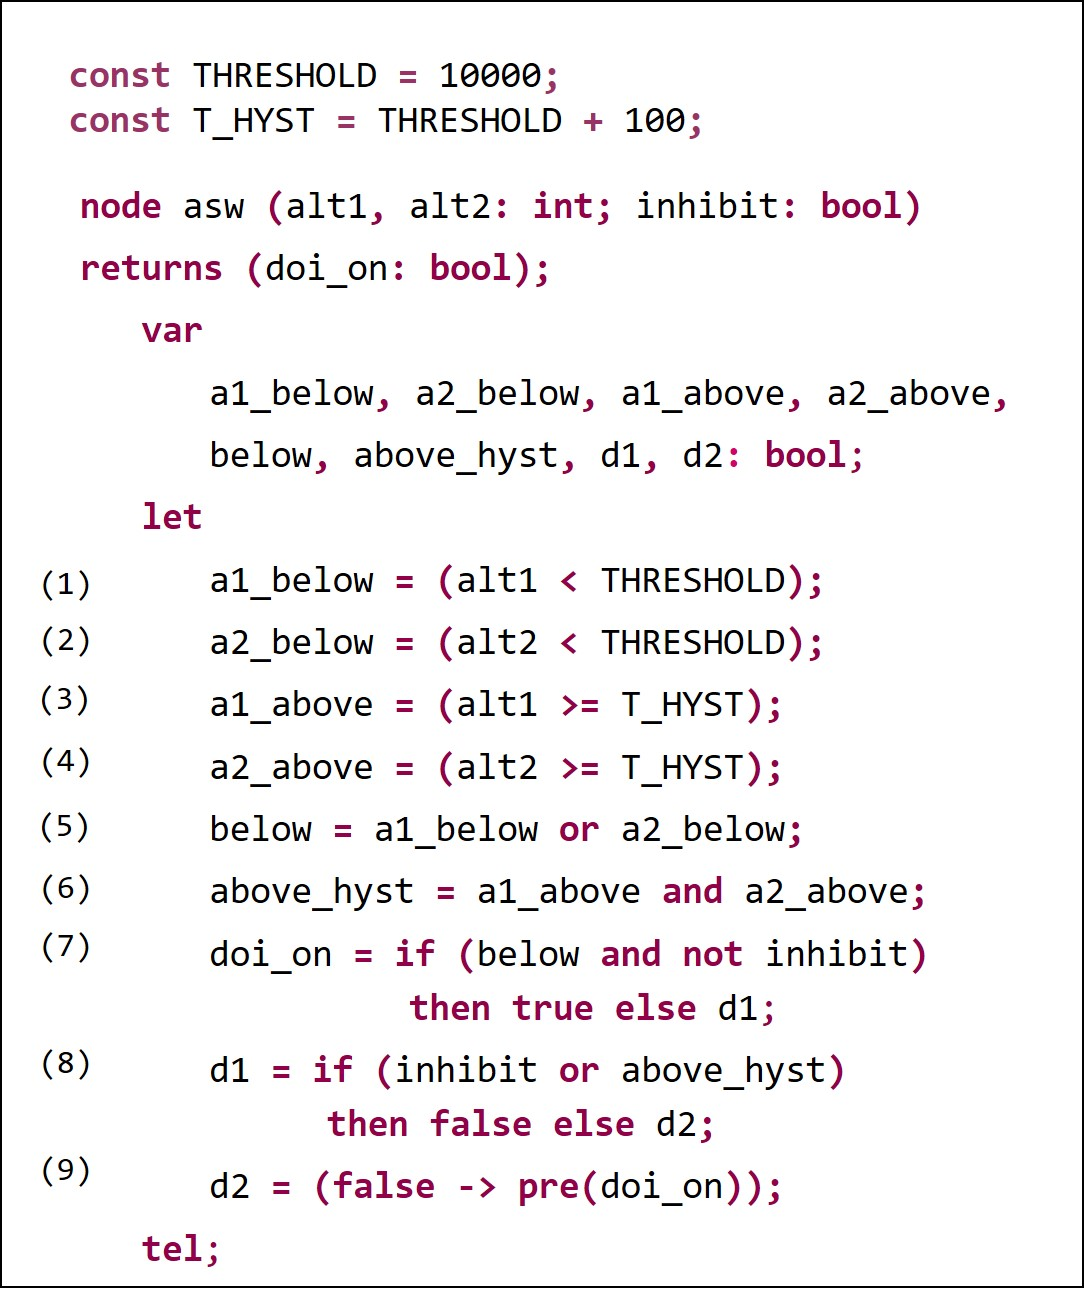 const THRESHOLD = 10000;
const T_HYST = THRESHOLD + 100;
node asw (alt1, alt2: int; inhibit: bool)
returns (doi_on: bool);
var
a1_below, a2_below, a1_above, a2_above,
below, above_hyst, d1, d2: bool;
let
(1) a1_below = (alt1 < THRESHOLD);
(2) a2_below = (alt2 < THRESHOLD);
(3) a1_above = (alt1 >= T_HYST);
(4) a2_above = (alt2 >= T_HYST);
(5) below = a1_below or a2_below;
(6) above_hyst = a1_above and a2_above;
(7) doi_on = if (below and not inhibit)
then true else d1;
(8) d1 = if (inhibit or above_hyst)
then false else d2;
(9) d2 = (false -> pre(doi_on));
tel;